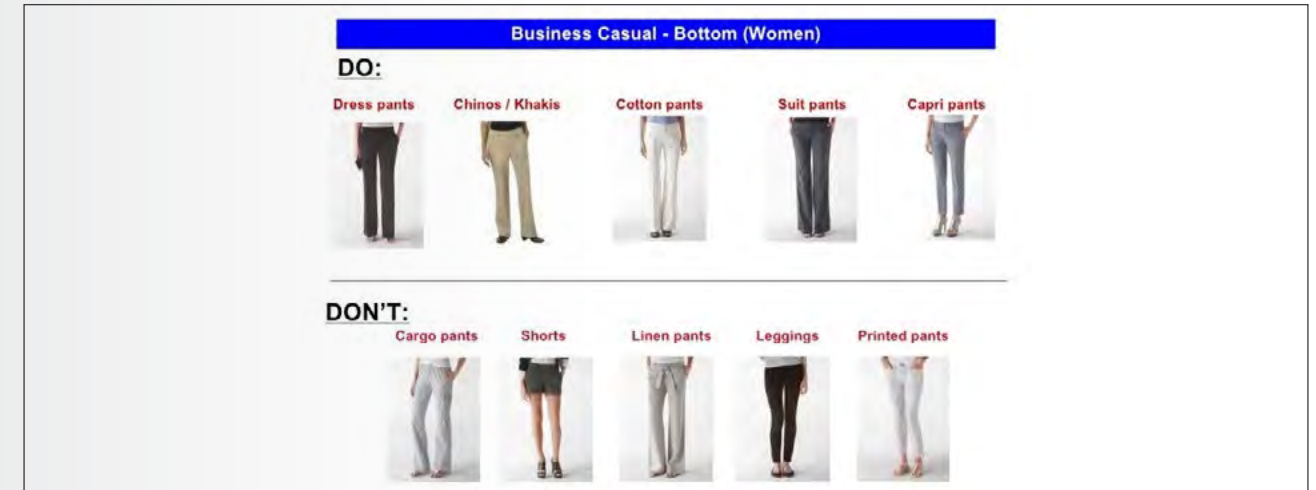 Business Casual - Bottom (Women)
DO:
Dress pants Chinos / Khakis Cotton pants Suit pants Capri pants
DON'T:
Cargo pants Shorts Linen pants Leggings Printed pants